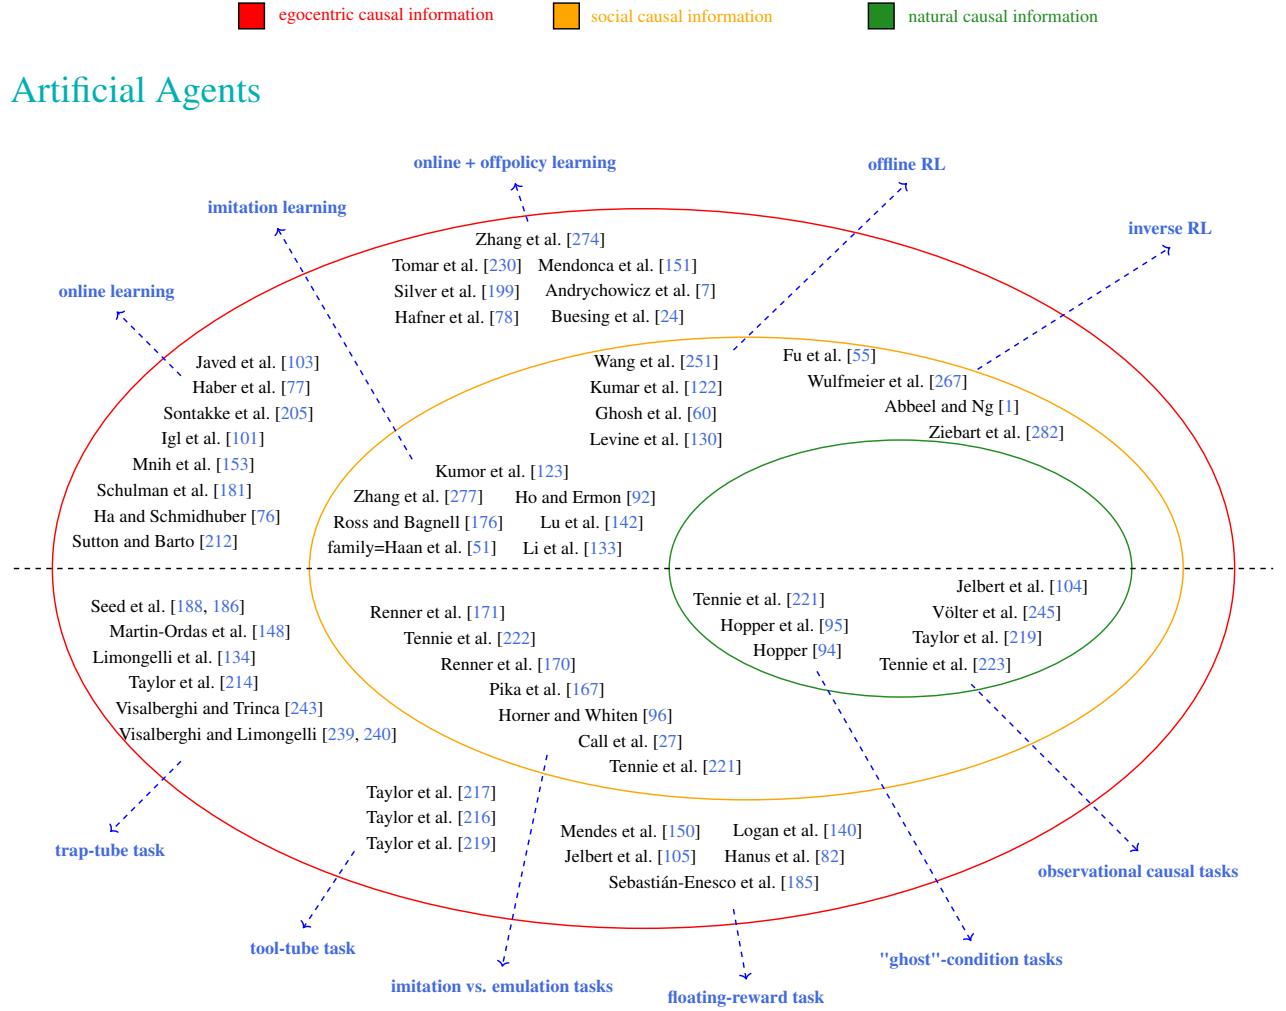 egocentric causal information
social causal information
natural causal information
Artificial Agents
online + offpolicy learning
offline RL
imitation learning
inverse RL
online learning
Zhang et al. [274]
Tomar et al. [230]
Mendonca et al. [151]
Silver et al. [199]
Andrychowicz et al. [7]
Hafner et al. [78]
Buesing et al. [24]
Javed et al. [103]
Haber et al. [77]
Sontakke et al. [205]
Igl et al. [101]
Mnih et al. [153]
Schulman et al. [181]
Ha and Schmidhuber [76]
Sutton and Barto [212]
Wang et al. [251]
Kumar et al. [122]
Ghosh et al. [60]
Levine et al. [130]
Fu et al. [55]
Wulfmeier et al. [267]
Abbeel and Ng [1]
Ziebart et al. [282]
Kumor et al. [123]
Zhang et al. [277]
Ho and Ermon [92]
Ross and Bagnell [176]
Lu et al. [142]
family=Haan et al. [51]
Li et al. [133]
Seed et al. [188, 186]
Martin-Ordas et al. [148]
Limongelli et al. [134]
Taylor et al. [214]
Visalberghi and Trinca [243]
Visalberghi and Limongelli [239, 240]
Renner et al. [171]
Tennie et al. [222]
Renner et al. [170]
Pika et al. [167]
Horner and Whiten [96]
Call et al. [27]
Tennie et al. [221]
Tennie et al. [221]
Hopper et al. [95]
Hopper [94]
Jelbert et al. [104]
Völter et al. [245]
Taylor et al. [219]
Tennie et al. [223]
Taylor et al. [217]
Taylor et al. [216]
Taylor et al. [219]
Mendes et al. [150]
Logan et al. [140]
Jelbert et al. [105]
Hanus et al. [82]
Sebastián-Enesco et al. [185]
trap-tube task
observational causal tasks
tool-tube task
"ghost"-condition tasks
imitation vs. emulation tasks
floating-reward task